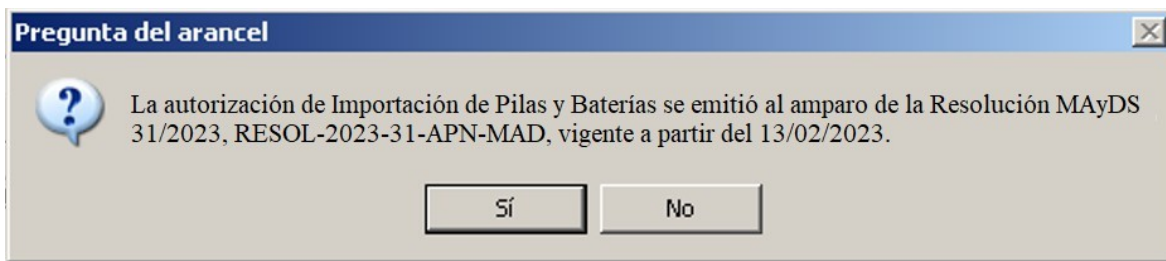 Pregunta del arancel
La autorización de Importación de Pilas y Baterías se emitió al amparo de la Resolución MAyDS
31/2023, RESOL-2023-31-APN-MAD, vigente a partir del 13/02/2023.
Sí
No